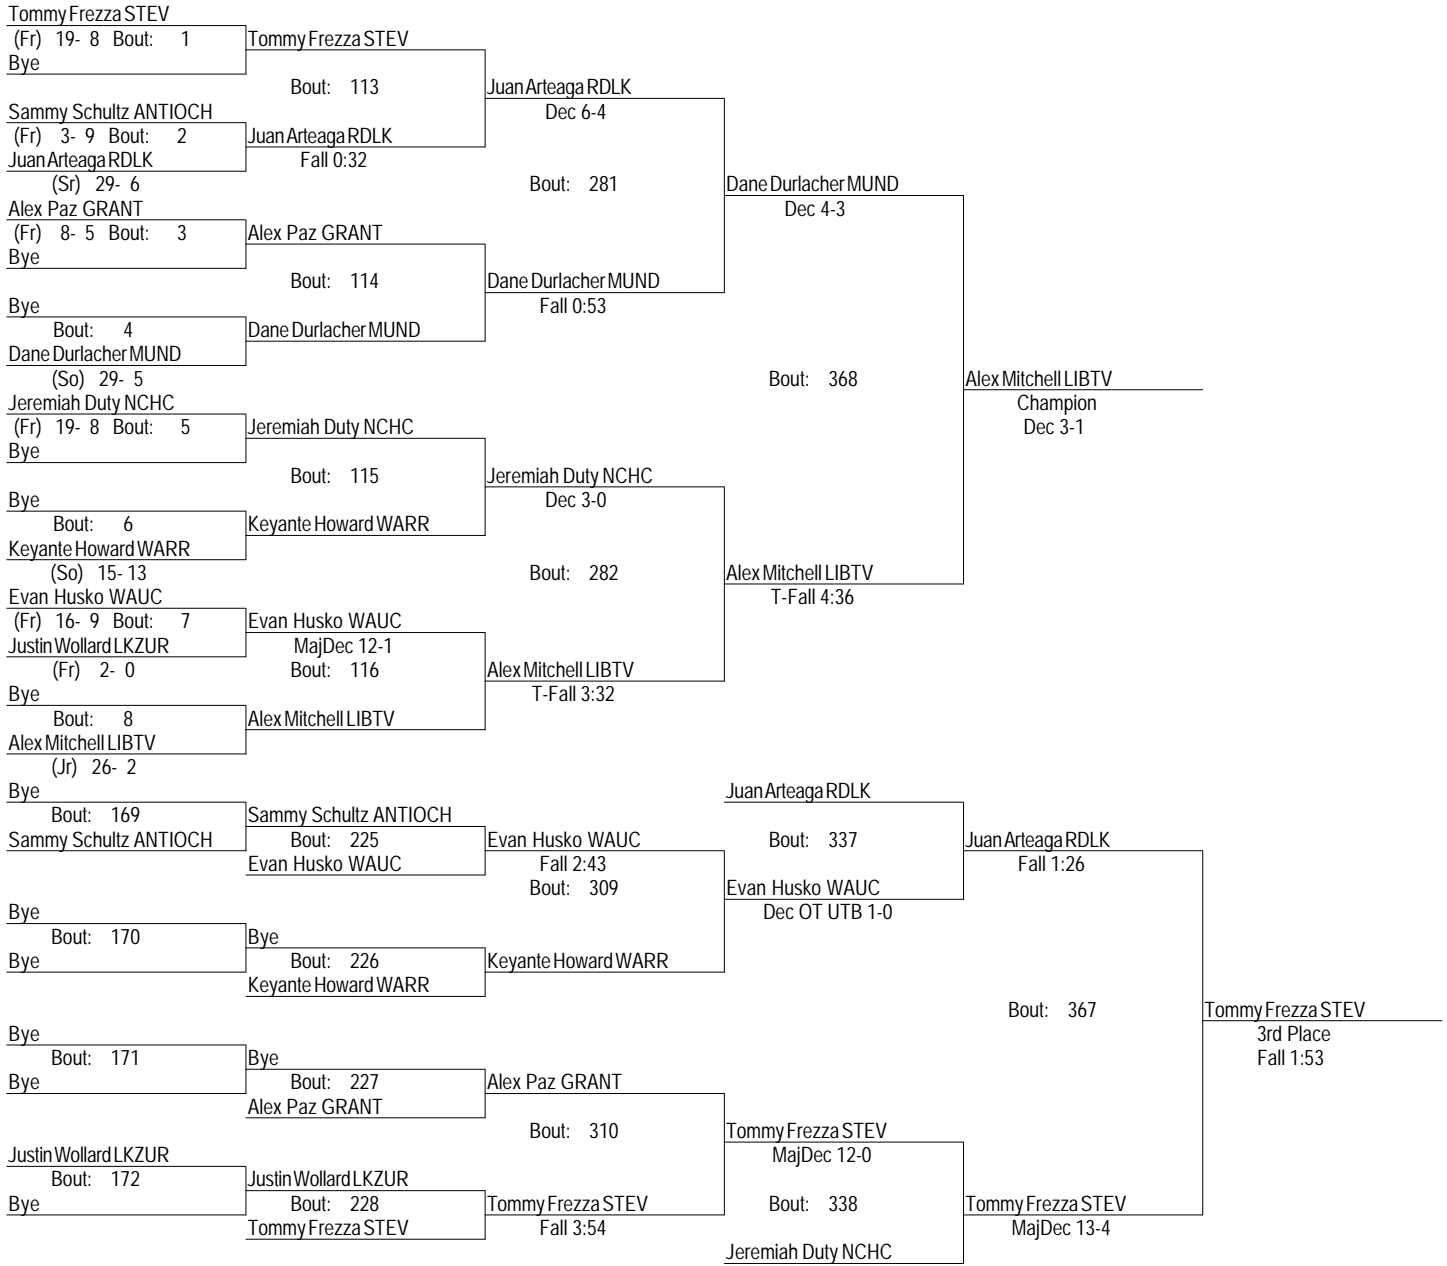 Tommy Frezza STEV
(Fr) 19- 8 Bout: 1 Tommy Frezza STEV
Bye
Bout: 113 Juan Arteaga RDLK
Sammy Schultz ANTIOCH Dec 6-4
(Fr) 3- 9 Bout: 2 Juan Arteaga RDLK
Juan Arteaga RDLK Fall 0:32
(Sr) 29- 6 Bout: 281 Dane Durlacher MUND
Alex Paz GRANT Dec 4-3
(Fr) 8- 5 Bout: 3 Alex Paz GRANT
Bye
Bout: 114 Dane Durlacher MUND
Bye Fall 0:53
Bout: 4 Dane Durlacher MUND
Dane Durlacher MUND
(So) 29- 5 Bout: 368 Alex Mitchell LIBTV
Jeremiah Duty NCHC Champion
(Fr) 19- 8 Bout: 5 Jeremiah Duty NCHC Dec 3-1
Bye
Bout: 115 Jeremiah Duty NCHC
Bye Dec 3-0
Bout: 6 Keyante Howard WARR
Keyante Howard WARR
(So) 15- 13 Bout: 282 Alex Mitchell LIBTV
Evan Husko WAUC T-Fall 4:36
(Fr) 16- 9 Bout: 7 Evan Husko WAUC
Justin Wollard LKZUR MajDec 12-1
(Fr) 2- 0 Bout: 116 Alex Mitchell LIBTV
Bye T-Fall 3:32
Bout: 8 Alex Mitchell LIBTV
Alex Mitchell LIBTV
(Jr) 26- 2
Bye Juan Arteaga RDLK
Bout: 169 Sammy Schultz ANTIOCH
Sammy Schultz ANTIOCH Bout: 225 Evan Husko WAUC Bout: 337 Juan Arteaga RDLK
Evan Husko WAUC Fall 2:43 Fall 1:26
Bout: 309 Evan Husko WAUC
Bye Dec OT UTB 1-0
Bout: 170 Bye
Bye Bout: 226 Keyante Howard WARR
Keyante Howard WARR
Bout: 367 Tommy Frezza STEV
Bye 3rd Place
Bout: 171 Bye Fall 1:53
Bye Bout: 227 Alex Paz GRANT
Alex Paz GRANT
Bout: 310 Tommy Frezza STEV
Justin Wollard LKZUR MajDec 12-0
Bout: 172 Justin Wollard LKZUR
Bye Bout: 228 Tommy Frezza STEV Bout: 338 Tommy Frezza STEV
Tommy Frezza STEV Fall 3:54 MajDec 13-4
Jeremiah Duty NCHC